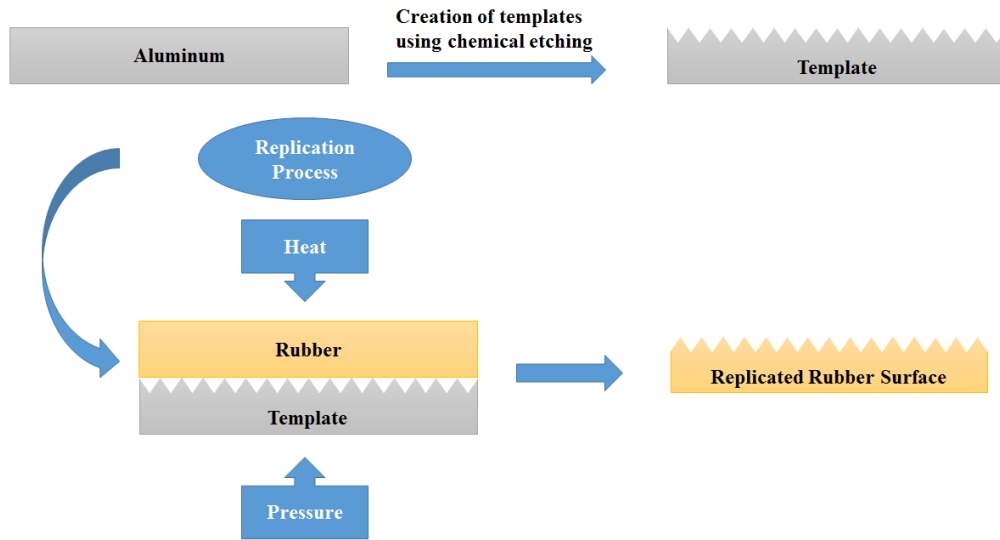 Creation of templates
using chemical etching
Aluminum
Template
Replication
Process
Heat
Rubber
Template
Replicated Rubber Surface
Pressure